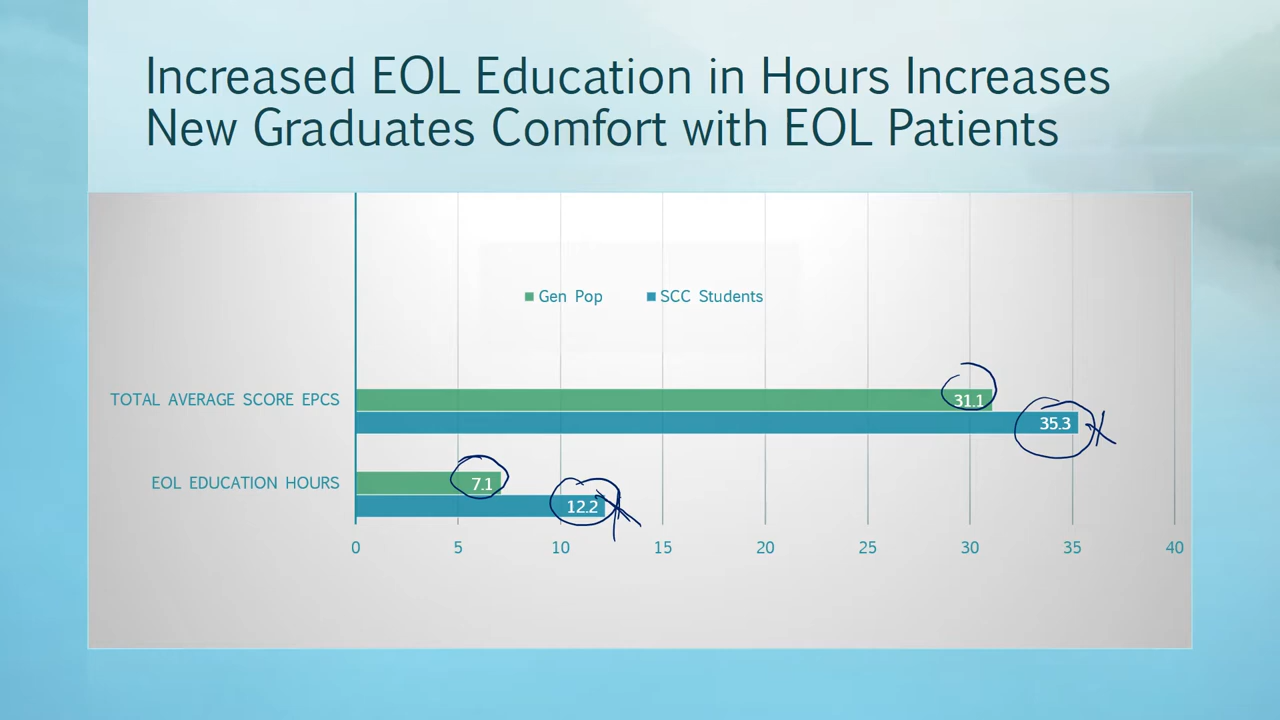 Increased EOL Education in Hours Increases
New Graduates Comfort with EOL Patients
Gen Pop
SCC Students
TOTAL AVERAGE SCORE EPCS
31.1
35.3
EOL EDUCATION HOURS
7.1
12.2
0 5 10 15 20 25 30 35 40